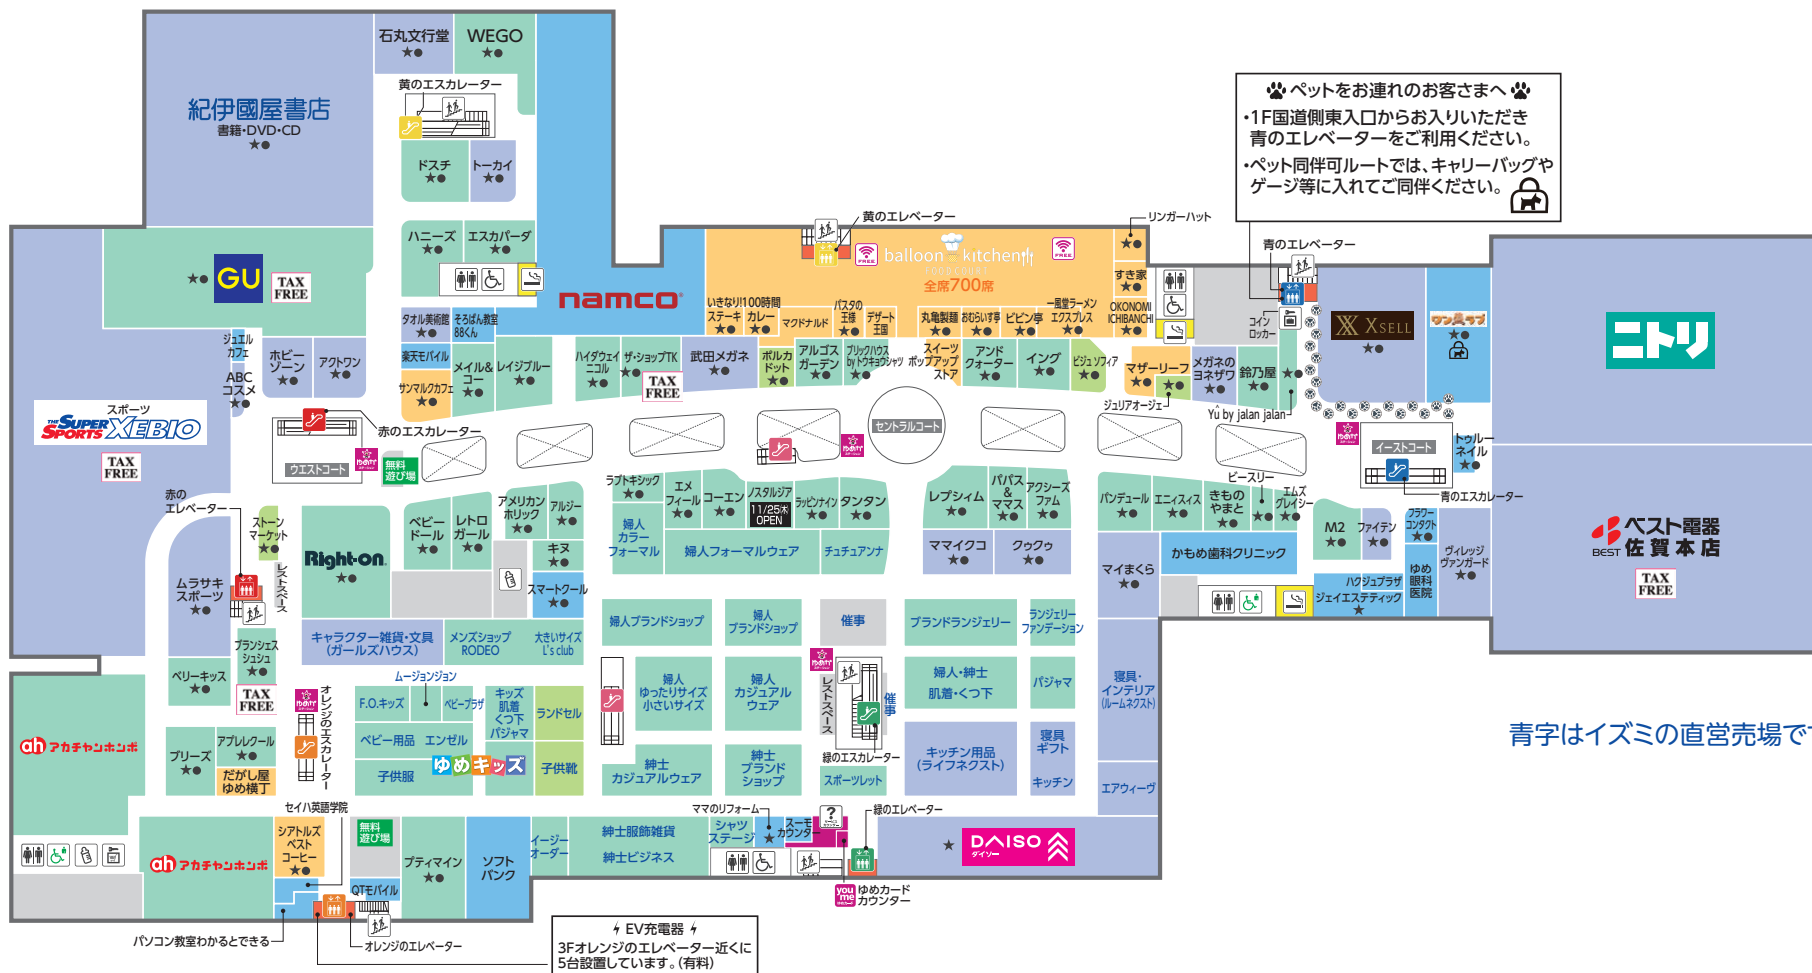 石丸文行堂
★●
WEGO
★●
黄のエスカレーター
紀伊國屋書店
書籍・DVD・CD
★●
ドスチ
★●
トーカイ
★●
ハニーズ
★●
エスカパーダ
★●
★●
GU
TAX
FREE
タオル美術館
★●
そろばん教室
88くん
楽天モバイル
サンマルクカフェ
★●
メイル&
コー
★●
レイジブルー
★●
namco
ジュエル
カフェ
ABC
コスメ
★●
ホビー
ゾーン
★●
アクトワン
★●
スポーツ
THE SUPER
SPORTS XEBIO
TAX
FREE
赤のエスカレーター
ウエストコート
ゆめか
無料
遊び場
黄のエレベーター
FREE
balloon kitchen
FOODCOURT
全席700席
FREE
リンガーハット
★●
すき家
★●
OKONOMI
ICHIBANCHI
★●
いきなり!
ステーキ
★●
100時間
カレー
★●
マクドナルド
パスタの
王様
★●
デザート
王国
丸亀製麺
★●
おむらいす亭
★●
ビビン亭
★●
一風堂ラーメン
エクスプレス
★●
ハイダウェイ
ニコル
★●
ザ・ショップTK
★●
TAX
FREE
武田メガネ
★●
ポルカ
ドット
★●
アルゴス
ガーデン
★●
ブリックハウス
byトウキョウシャツ
★●
スイーツ
ポップアップ
ストア
アンド
クォーター
★●
イング
★●
ビジュソフィア
★●
マザーリーフ
★●
★●
ジュリアオージェ
メガネの
ヨネザワ
★●
鈴乃屋
★●
★●
Yû by jalan jalan
セントラルコート
ペットをお連れのお客さまへ
・1F国道側東入口からお入りいただき
青のエレベーターをご利用ください。
・ペット同伴可ルートでは、キャリーバッグや
ゲージ等に入れてご同伴ください。
青のエレベーター
コイン
ロッカー
XSELL
★●
ワンラブ
★●
ニトリ
イーストコート
トゥルー
ネイル
★●
青のエスカレーター
BEST
ベスト電器
佐賀本店
TAX
FREE
青字はイズミの直営売場で
赤の
エレベーター
ストーン
マーケット
★●
レストスペース
ムラサキ
スポーツ
★●
Right-on
★●
ベビー
ドール
★●
レトロ
ガール
★●
アメリカン
ホリック
★●
アルジー
★●
キヌ
★●
スマートクール
★●
ラブトキシック
★●
エメ
フィール
★●
コーエン
★●
ノスタルジア
11/25木
OPEN
ラッピンナイン
★●
タンタン
★●
婦人
カラー
フォーマル
婦人フォーマルウェア
チュチュアンナ
レプシィム
★●
パパス
&
ママス
★●
アクシーズ
ファム
★●
ママイクコ
★●
クゥクゥ
★●
パンデュール
★●
エニィスィス
★●
きもの
やまと
★●
ビースリー
★●
エムズ
グレイシー
★●
M2
★●
ファイテン
★●
フラワー
コンタクト
★●
マイまくら
★●
かもめ歯科クリニック
ハクジュプラザ
ジェイエステティック
★
ゆめ
眼科
医院
ヴィレッジ
ヴァンガード
★●
キャラクター雑貨・文具
(ガールズハウス)
メンズショップ
RODEO
大きいサイズ
L's club
ブランシェス
シュシュ
★●
ベリーキッス
★●
TAX
FREE
オレンジのエスカレーター
ムージョンジョン
F.O.キッズ
ベビープラザ
キッズ
肌着
くつ下
パジャマ
ランドセル
ベビー用品 エンゼル
ゆめキッズ
子供服
子供靴
婦人ブランドショップ
婦人
ブランドショップ
催事
ブランドランジェリー
ランジェリー
ファンデーション
婦人
ゆったりサイズ
小さいサイズ
婦人
カジュアル
ウェア
レストスペース
催事
婦人・紳士
肌着・くつ下
パジャマ
寝具・
インテリア
(ルームネクスト)
紳士
カジュアルウェア
紳士
ブランド
ショップ
緑のエスカレーター
スポーツレット
キッチン用品
(ライフネクスト)
寝具
ギフト
キッチン
エアウィーヴ
アカチャンホンポ
ブリーズ
★●
アプレレクール
★●
だがし屋
ゆめ横丁
セイハ英語学院
アカチャンホンポ
シアトルズ
ベスト
コーヒー
★●
無料
遊び場
QTモバイル
プティマイン
★●
ソフト
バンク
イージー
オーダー
紳士服飾雑貨
紳士ビジネス
シャツ
ステージ
ママのリフォーム
★
スーモ
カウンター
緑のエレベーター
★
DAISO
ダイソー
you
me
ゆめカード
カウンター
パソコン教室わかるとできる
オレンジのエレベーター
EV充電器
3Fオレンジのエレベーター近くに
5台設置しています。(有料)